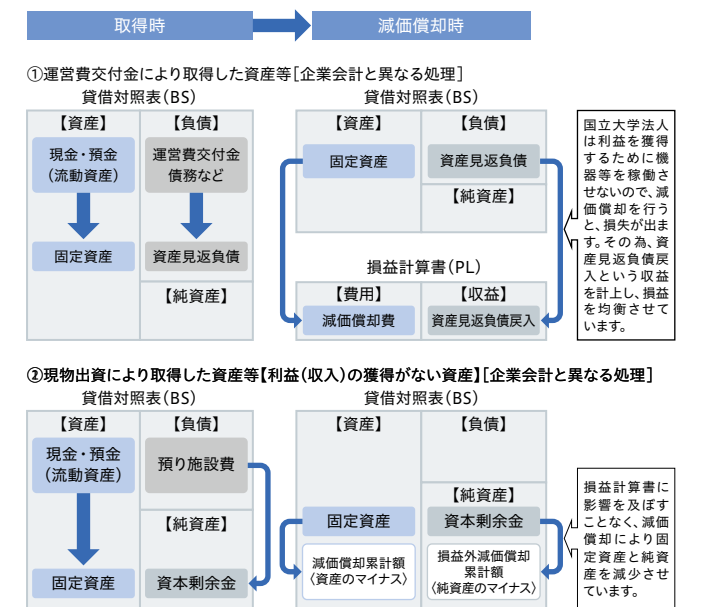 取得時
減価償却時
①運営費交付金により取得した資産等[企業会計と異なる処理]
貸借対照表(BS)
【資産】
【負債】
現金・預金
(流動資産)
運営費交付金
債務など
固定資産
資産見返負債
【純資産】
貸借対照表(BS)
【資産】
【負債】
固定資産
資産見返負債
【純資産】
損益計算書(PL)
【費用】
【収益】
減価償却費
資産見返負債戻入
国立大学法人
は利益を獲得
するために機
器等を稼働さ
せないので、減
価償却を行う
と、損失が出ま
す。その為、資
産見返負債戻
入という収益
を計上し、損益
を均衡させて
います。
②現物出資により取得した資産等【利益(収入)の獲得がない資産】[企業会計と異なる処理]
貸借対照表(BS)
【資産】
【負債】
現金・預金
(流動資産)
預り施設費
【純資産】
固定資産
資本剰余金
貸借対照表(BS)
【資産】
【負債】
【純資産】
固定資産
資本剰余金
減価償却累計額
〈資産のマイナス〉
損益外減価償却
累計額
〈純資産のマイナス〉
損益計算書に
影響を及ぼす
ことなく、減価
償却により固
定資産と純資
産を減少させ
ています。